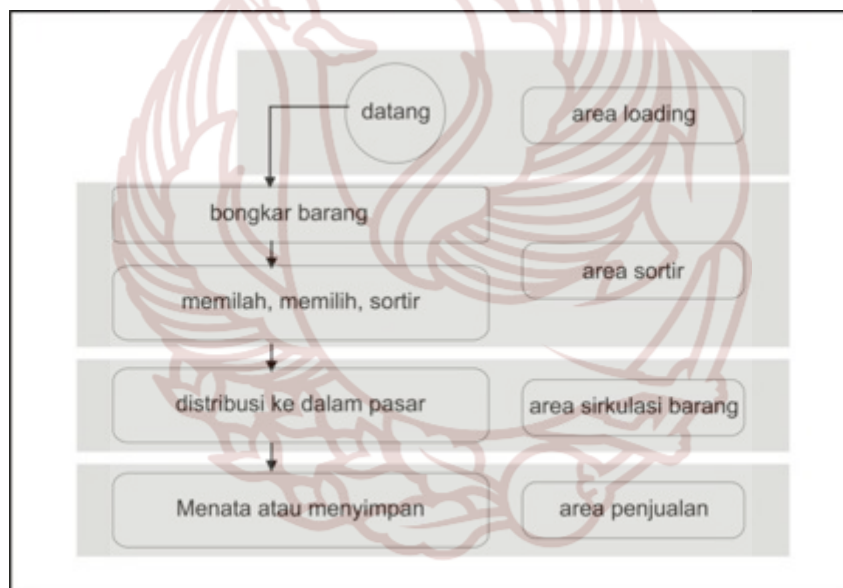 datang
area loading
bongkar barang
area sortir
memilah, memilih, sortir
distribusi ke dalam pasar
area sirkulasi barang
Menata atau menyimpan
area penjualan